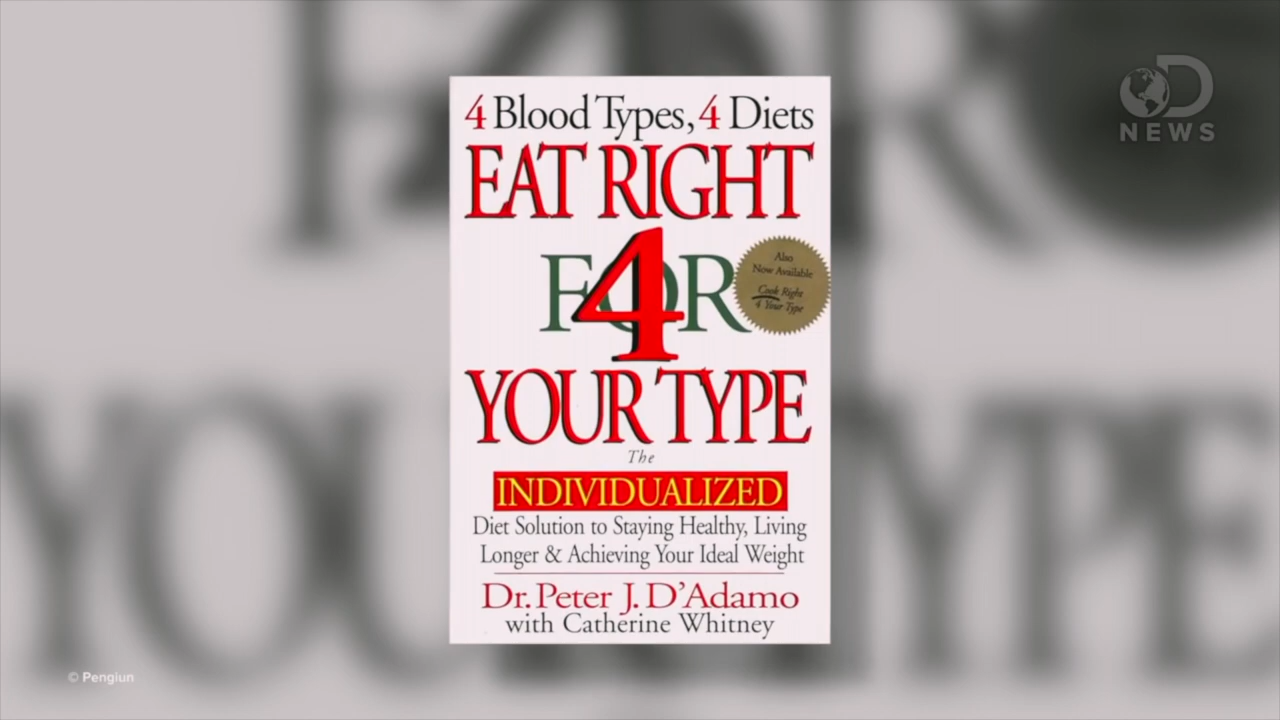 D
NEWS
4 Blood Types, 4 Diets
EAT RIGHT
FOR
4
YOUR TYPE
Also
Now Available
Cook Right
4 Your Type
The
INDIVIDUALIZED
Diet Solution to Staying Healthy, Living
Longer & Achieving Your Ideal Weight
Dr. Peter J. D'Adamo
with Catherine Whitney
© Pengiun